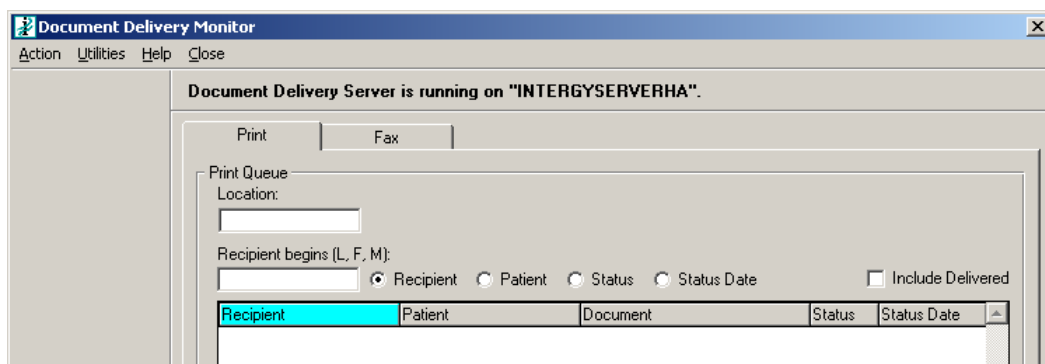 Document Delivery Monitor
Action Utilities Help Close
Document Delivery Server is running on "INTERGYSERVERHA".
Print Fax
Print Queue
Location:
Recipient begins (L, F, M):
Recipient Patient Status Status Date Include Delivered
Recipient Patient Document Status Status Date